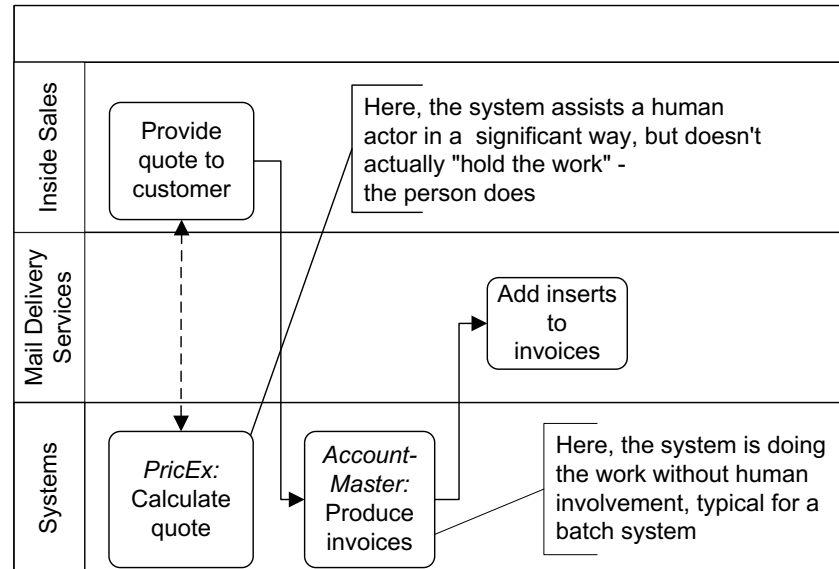 Inside Sales
Provide
quote to
customer
Here, the system assists a human
actor in a significant way, but doesn't
actually "hold the work" -
the person does
Mail Delivery
Services
Add inserts
to
invoices
Systems
PricEx:
Calculate
quote
Account-
Master:
Produce
invoices
Here, the system is doing
the work without human
involvement, typical for a
batch system